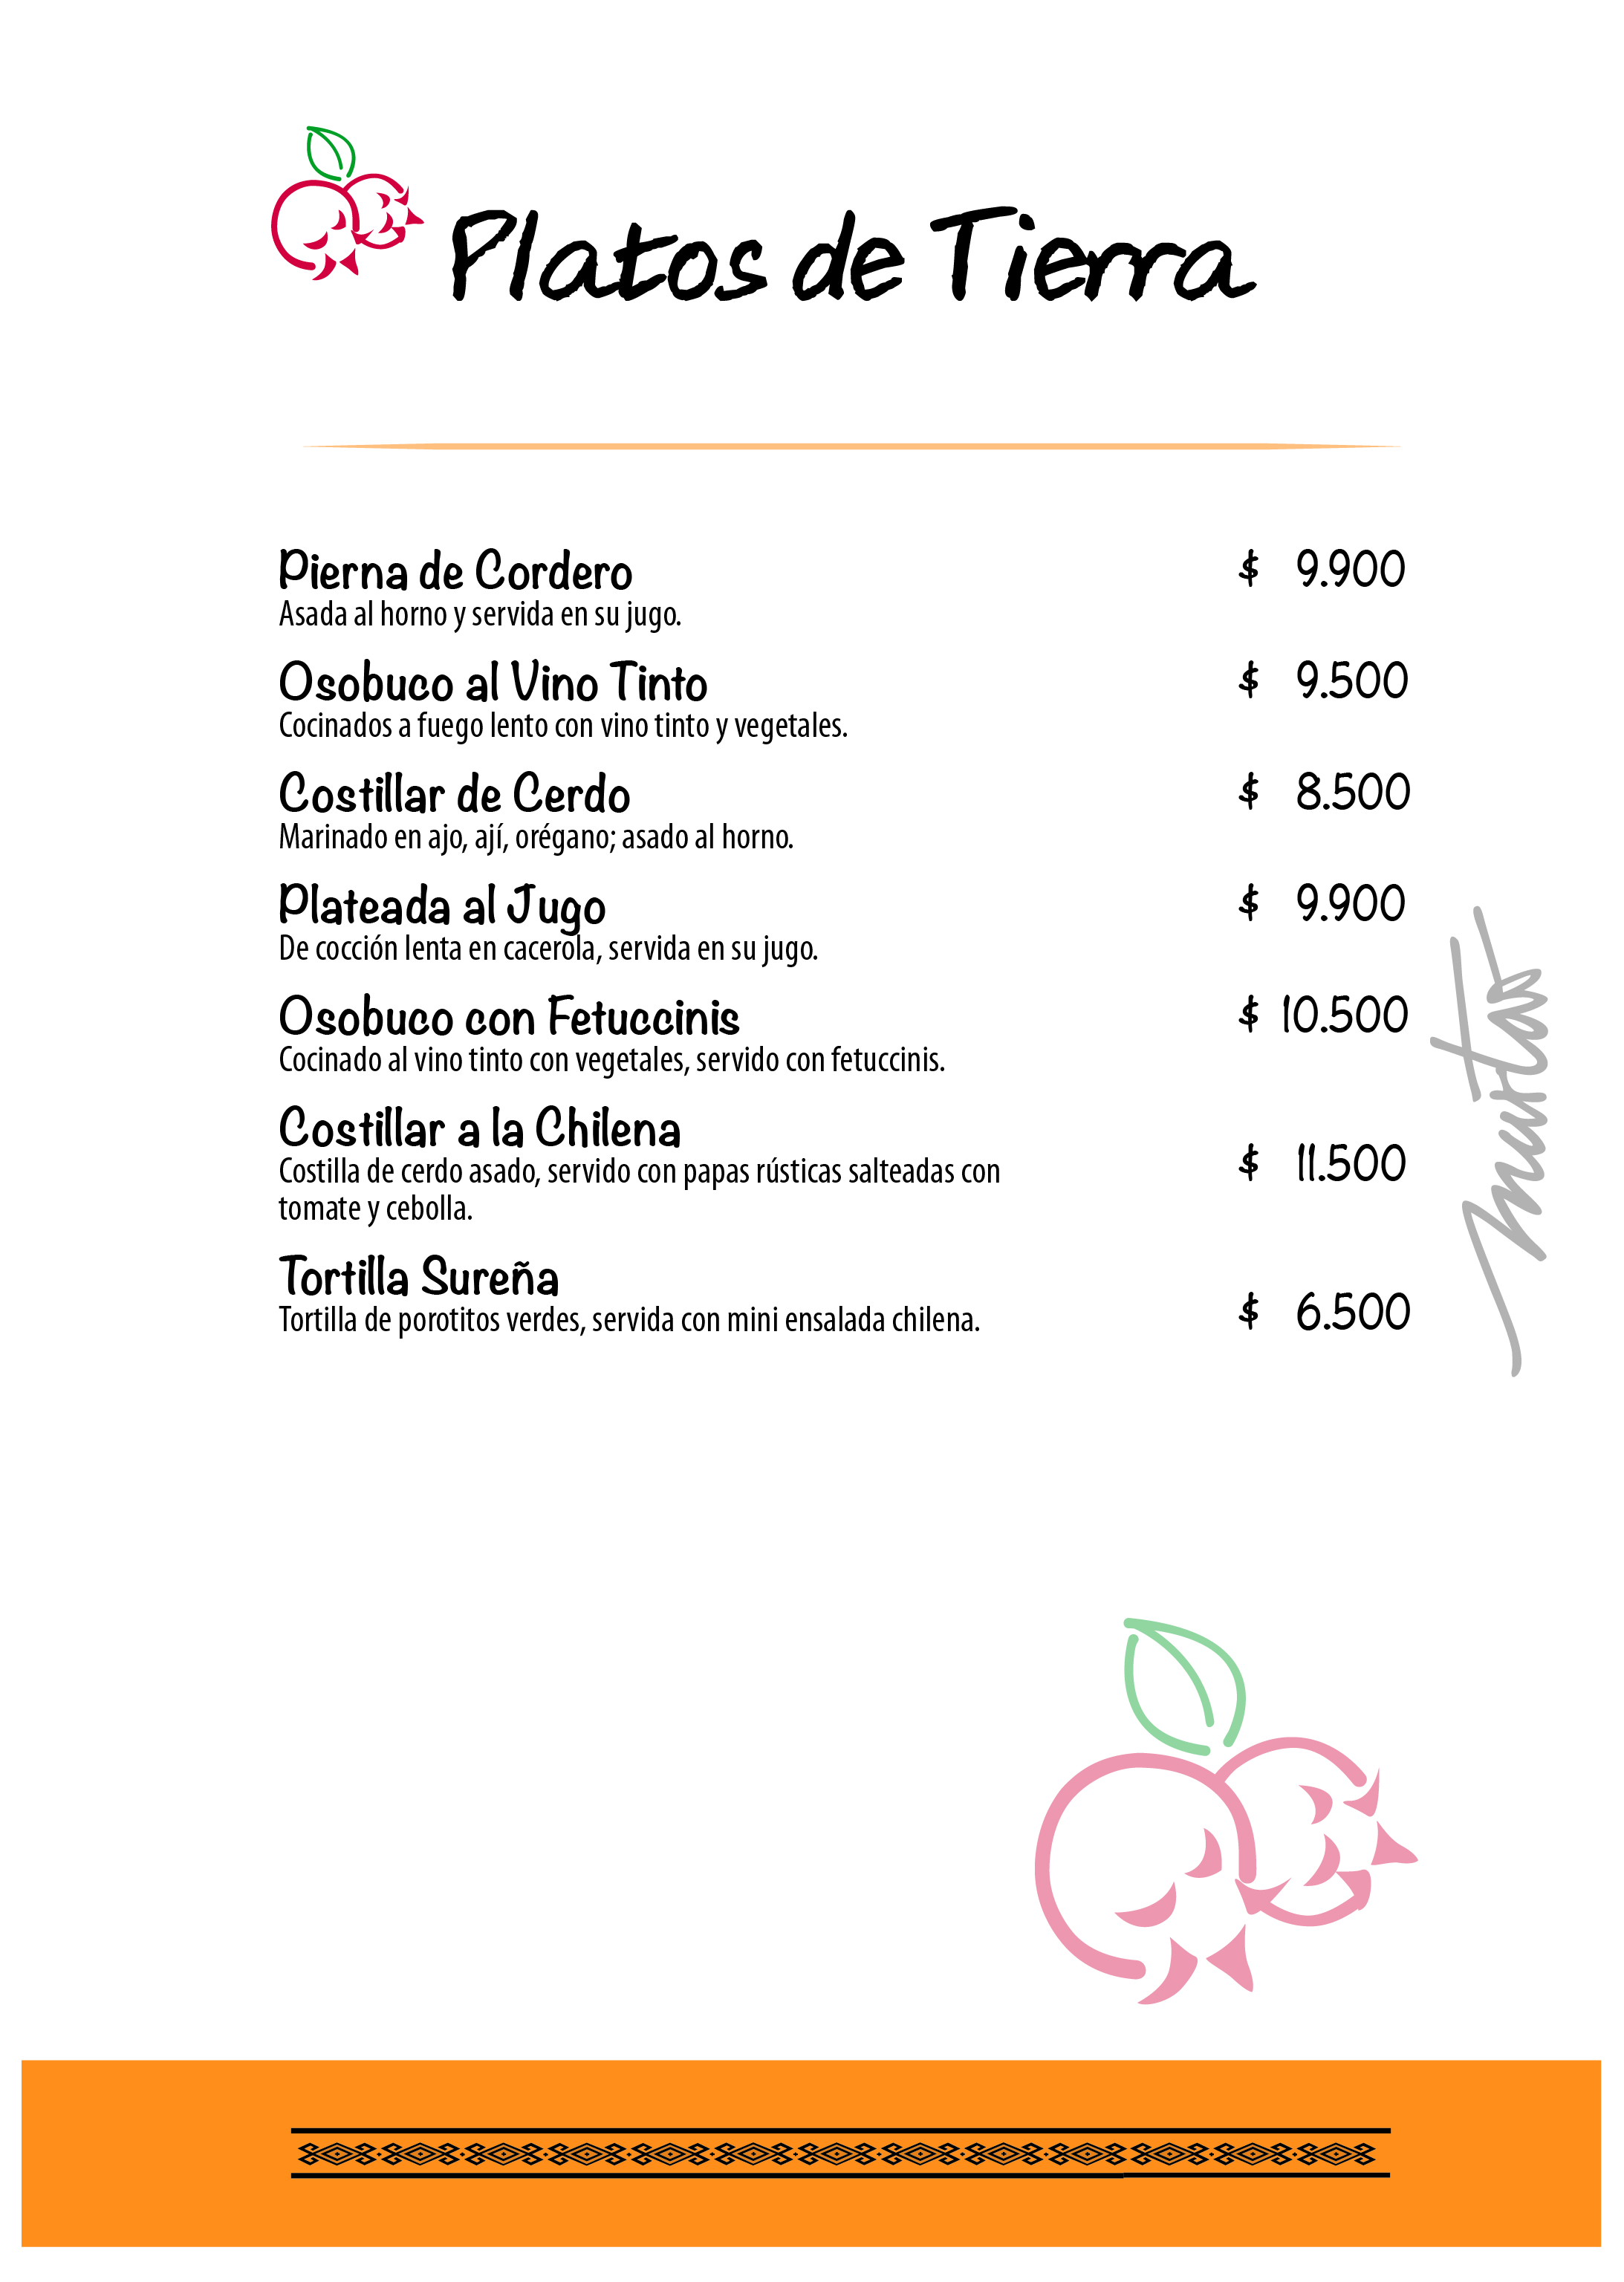 Platos de Tierra
Pierna de Cordero $ 9.900
Asada al horno y servida en su jugo.
Osobuco al Vino Tinto $ 9.500
Cocinados a fuego lento con vino tinto y vegetales.
Costillar de Cerdo $ 8.500
Marinado en ajo, ají, orégano; asado al horno.
Plateada al Jugo $ 9.900
De cocción lenta en cacerola, servida en su jugo.
Osobuco con Fetuccinis $ 10.500
Cocinado al vino tinto con vegetales, servido con fetuccinis.
Costillar a la Chilena
Costilla de cerdo asado, servido con papas rústicas salteadas con $ 11.500
tomate y cebolla.
Tortilla Sureña
Tortilla de porotitos verdes, servida con mini ensalada chilena. $ 6.500
murtas